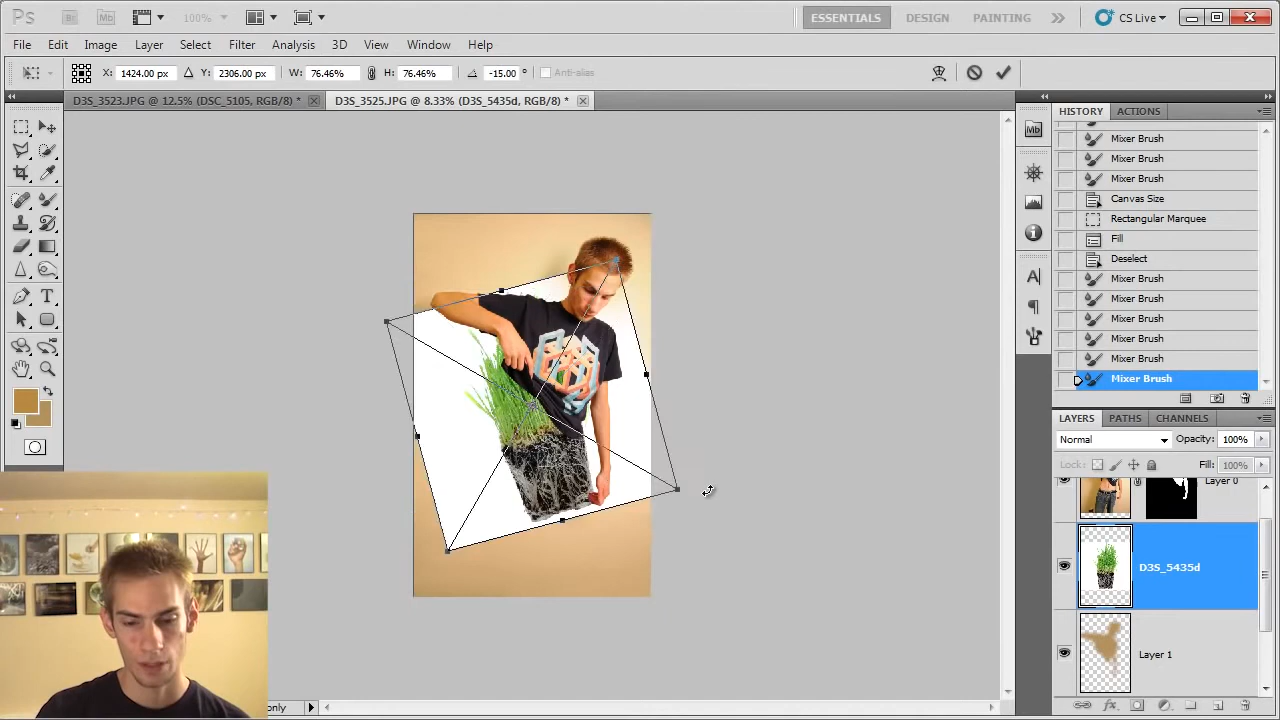 Ps Br Mb 100% ESSENTIALS DESIGN PAINTING CS Live
File Edit Image Layer Select Filter Analysis 3D View Window Help
X: 1424.00 px Y: 2306.00 px W: 76.46% H: 76.46% -15.00 ° Anti-alias
D3S_3523.JPG @ 12.5% (DSC_5105, RGB/8) * D3S_3525.JPG @ 8.33% (D3S_5435d, RGB/8) *
HISTORY ACTIONS
Mb
Mixer Brush
Mixer Brush
Mixer Brush
Canvas Size
Rectangular Marquee
Fill
Deselect
Mixer Brush
Mixer Brush
Mixer Brush
Mixer Brush
Mixer Brush
Mixer Brush
LAYERS PATHS CHANNELS
Normal Opacity: 100%
Lock: Fill: 100%
Layer 0
D3S_5435d
Layer 1
only